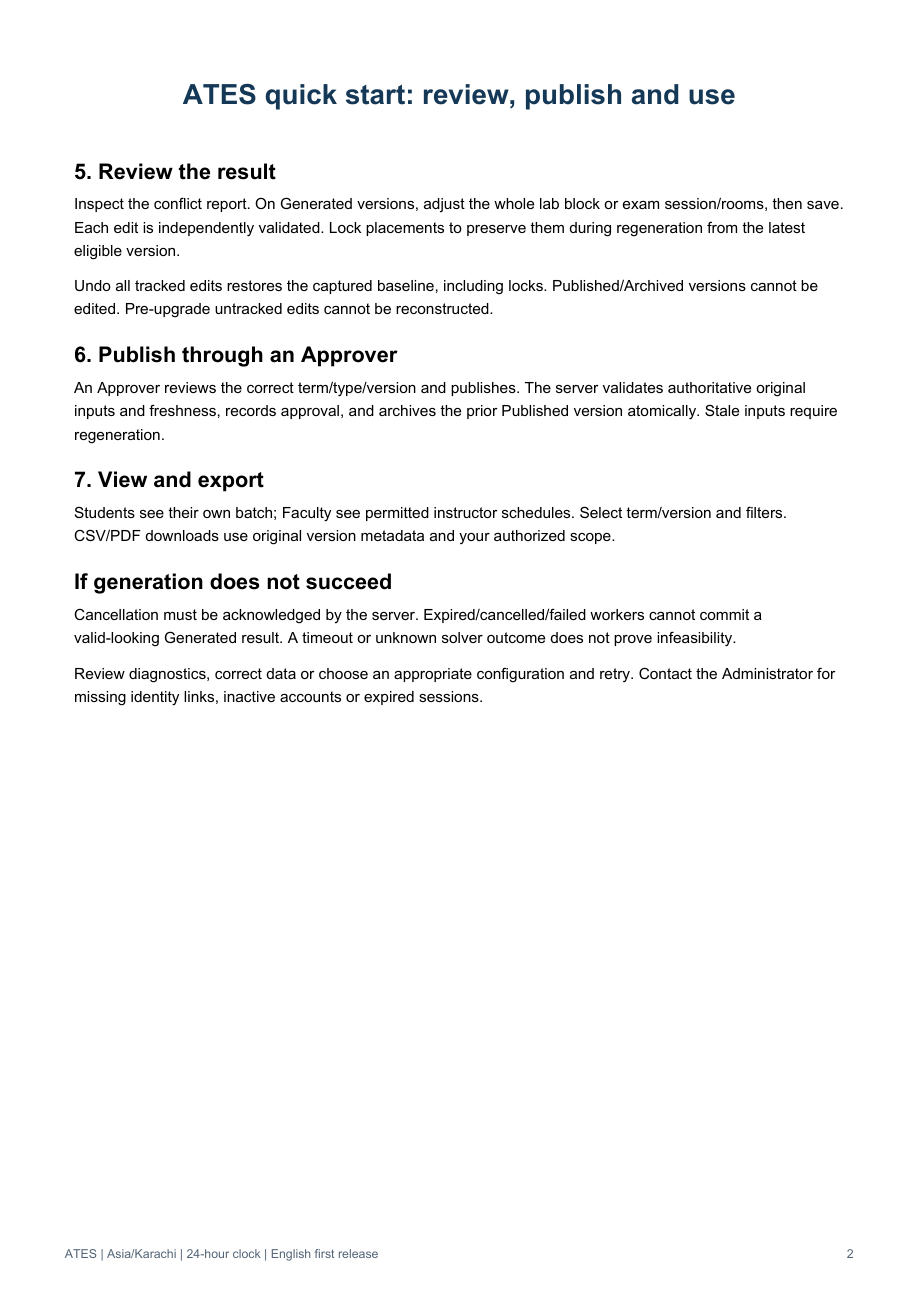 ATES quick start: review, publish and use
5. Review the result
Inspect the conflict report. On Generated versions, adjust the whole lab block or exam session/rooms, then save.
Each edit is independently validated. Lock placements to preserve them during regeneration from the latest
eligible version.
Undo all tracked edits restores the captured baseline, including locks. Published/Archived versions cannot be
edited. Pre-upgrade untracked edits cannot be reconstructed.
6. Publish through an Approver
An Approver reviews the correct term/type/version and publishes. The server validates authoritative original
inputs and freshness, records approval, and archives the prior Published version atomically. Stale inputs require
regeneration.
7. View and export
Students see their own batch; Faculty see permitted instructor schedules. Select term/version and filters.
CSV/PDF downloads use original version metadata and your authorized scope.
If generation does not succeed
Cancellation must be acknowledged by the server. Expired/cancelled/failed workers cannot commit a
valid-looking Generated result. A timeout or unknown solver outcome does not prove infeasibility.
Review diagnostics, correct data or choose an appropriate configuration and retry. Contact the Administrator for
missing identity links, inactive accounts or expired sessions.
ATES | Asia/Karachi | 24-hour clock | English first release
2